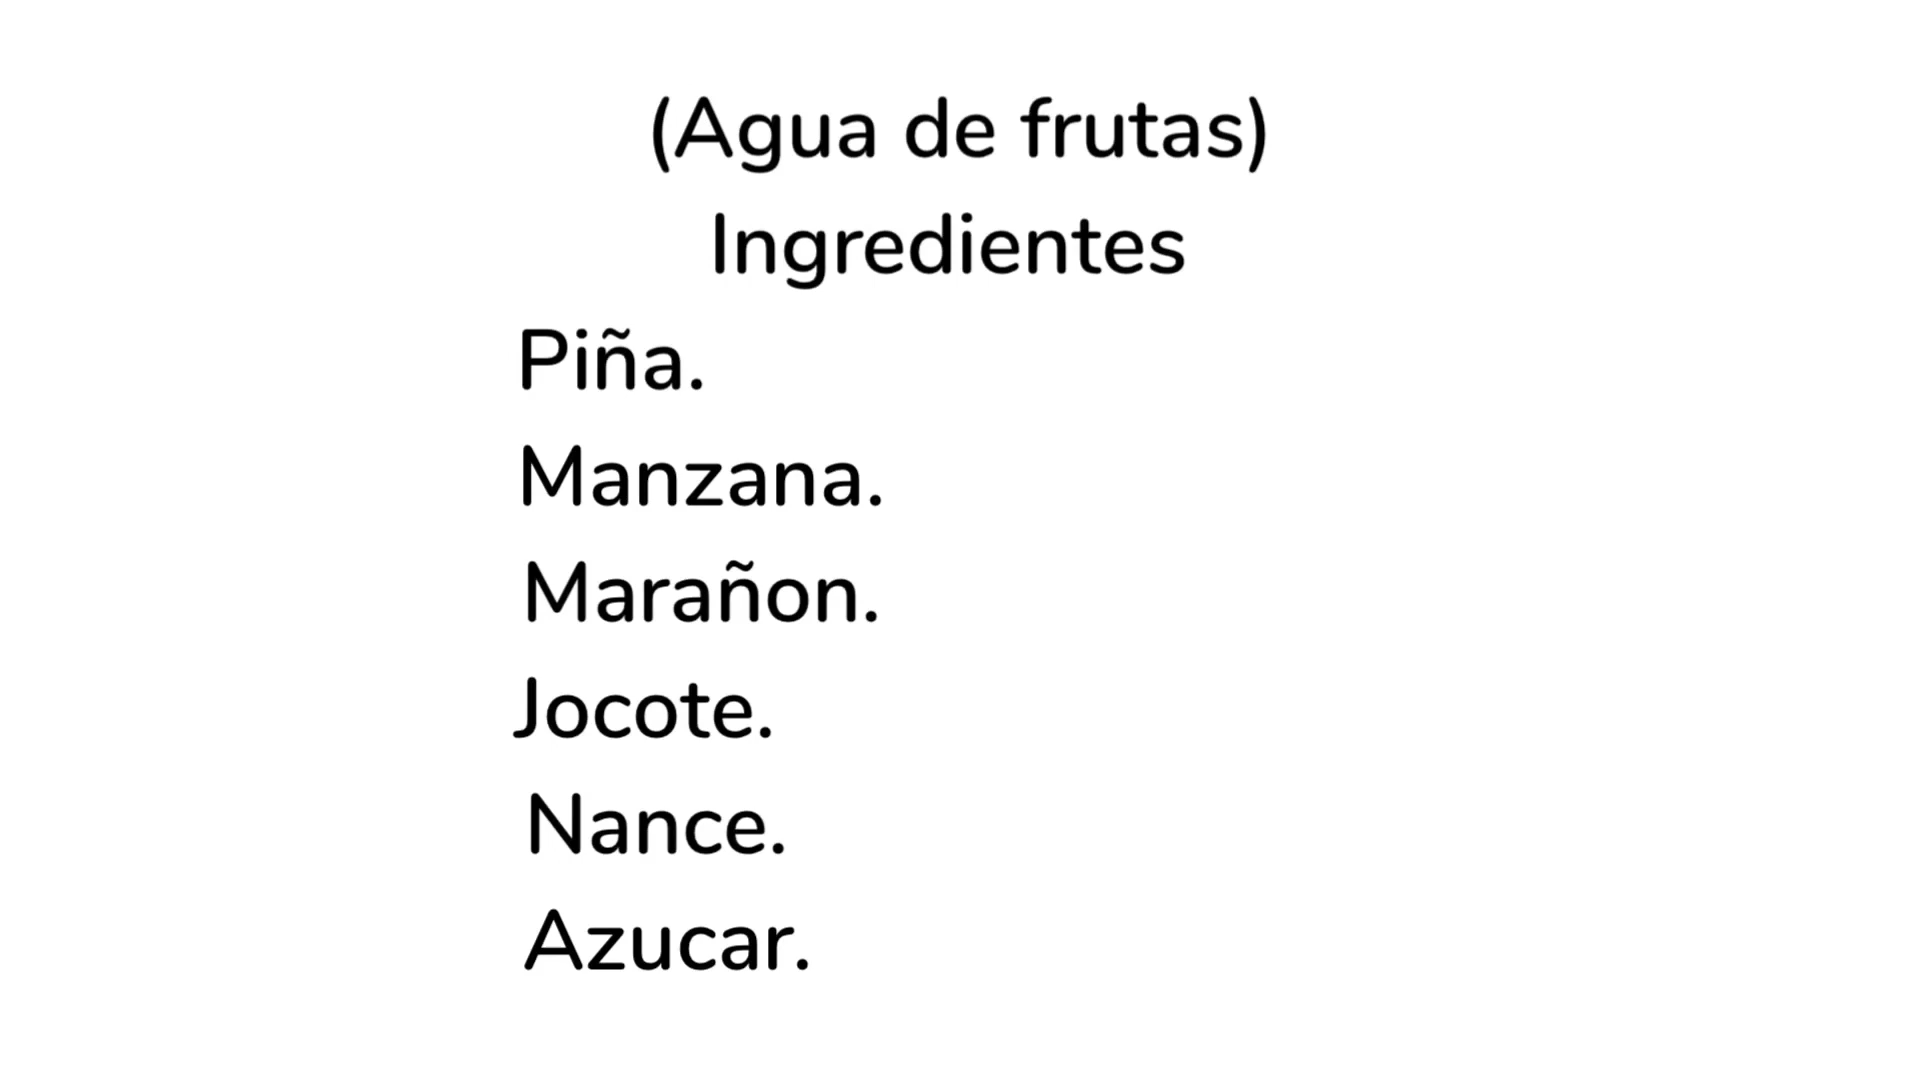 (Agua de frutas)
Ingredientes
Piña.
Manzana.
Marañon.
Jocote.
Nance.
Azucar.